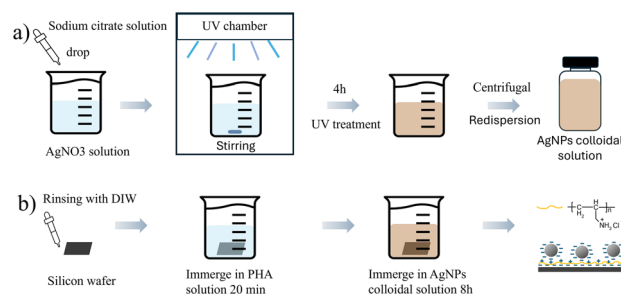 a)
Sodium citrate solution
drop
AgNO3 solution
UV chamber
Stirring
4h
UV treatment
Centrifugal
Redispersion
AgNPs colloidal
solution
b)
Rinsing with DIW
Silicon wafer
Immerge in PHA
solution 20 min
Immerge in AgNPs
colloidal solution 8h
C
H2
H
C
n
NH3 Cl
+